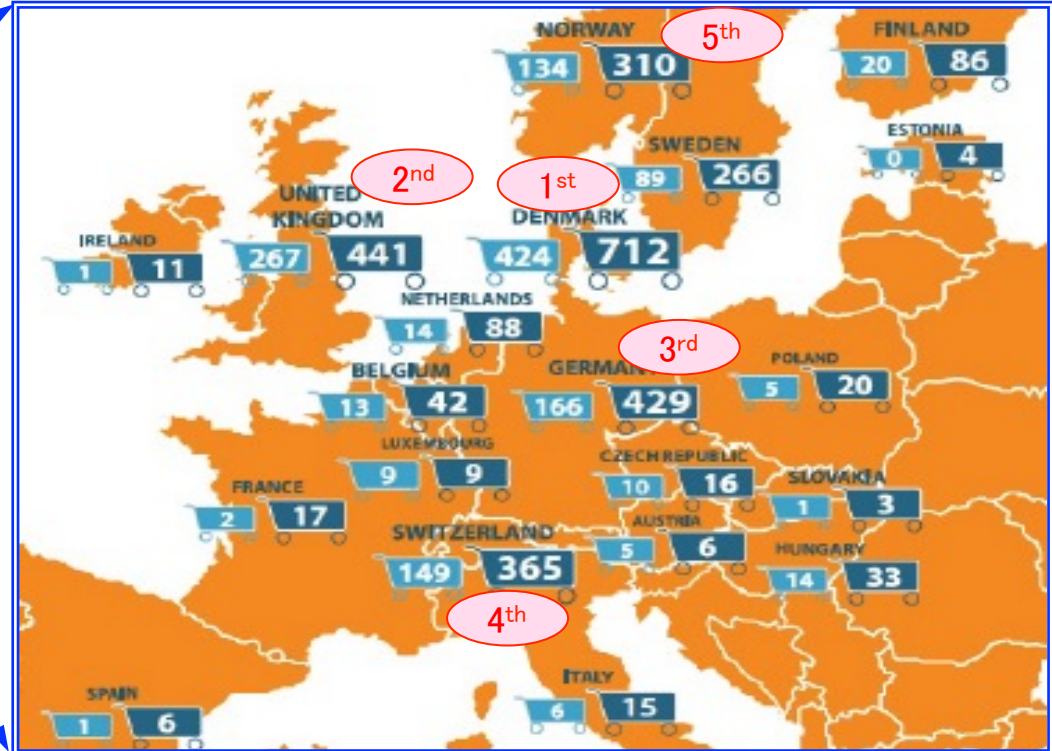 NORWAY
5th
FINLAND
134 310
20 86
ESTONIA
0 4
SWEDEN
89 266
2nd
1st
UNITED
KINGDOM
267 441
DENMARK
424 712
IRELAND
1 11
NETHERLANDS
14 88
3rd
BELGIUM
13 42
GERMAN
166 429
POLAND
5 20
LUXEMBOURG
9 9
CZECH REPUBLIC
10 16
SLOVAKIA
1 3
FRANCE
2 17
SWITZERLAND
149 365
4th
AUSTRIA
5 6
HUNGARY
14 33
SPAIN
1 6
ITALY
6 15